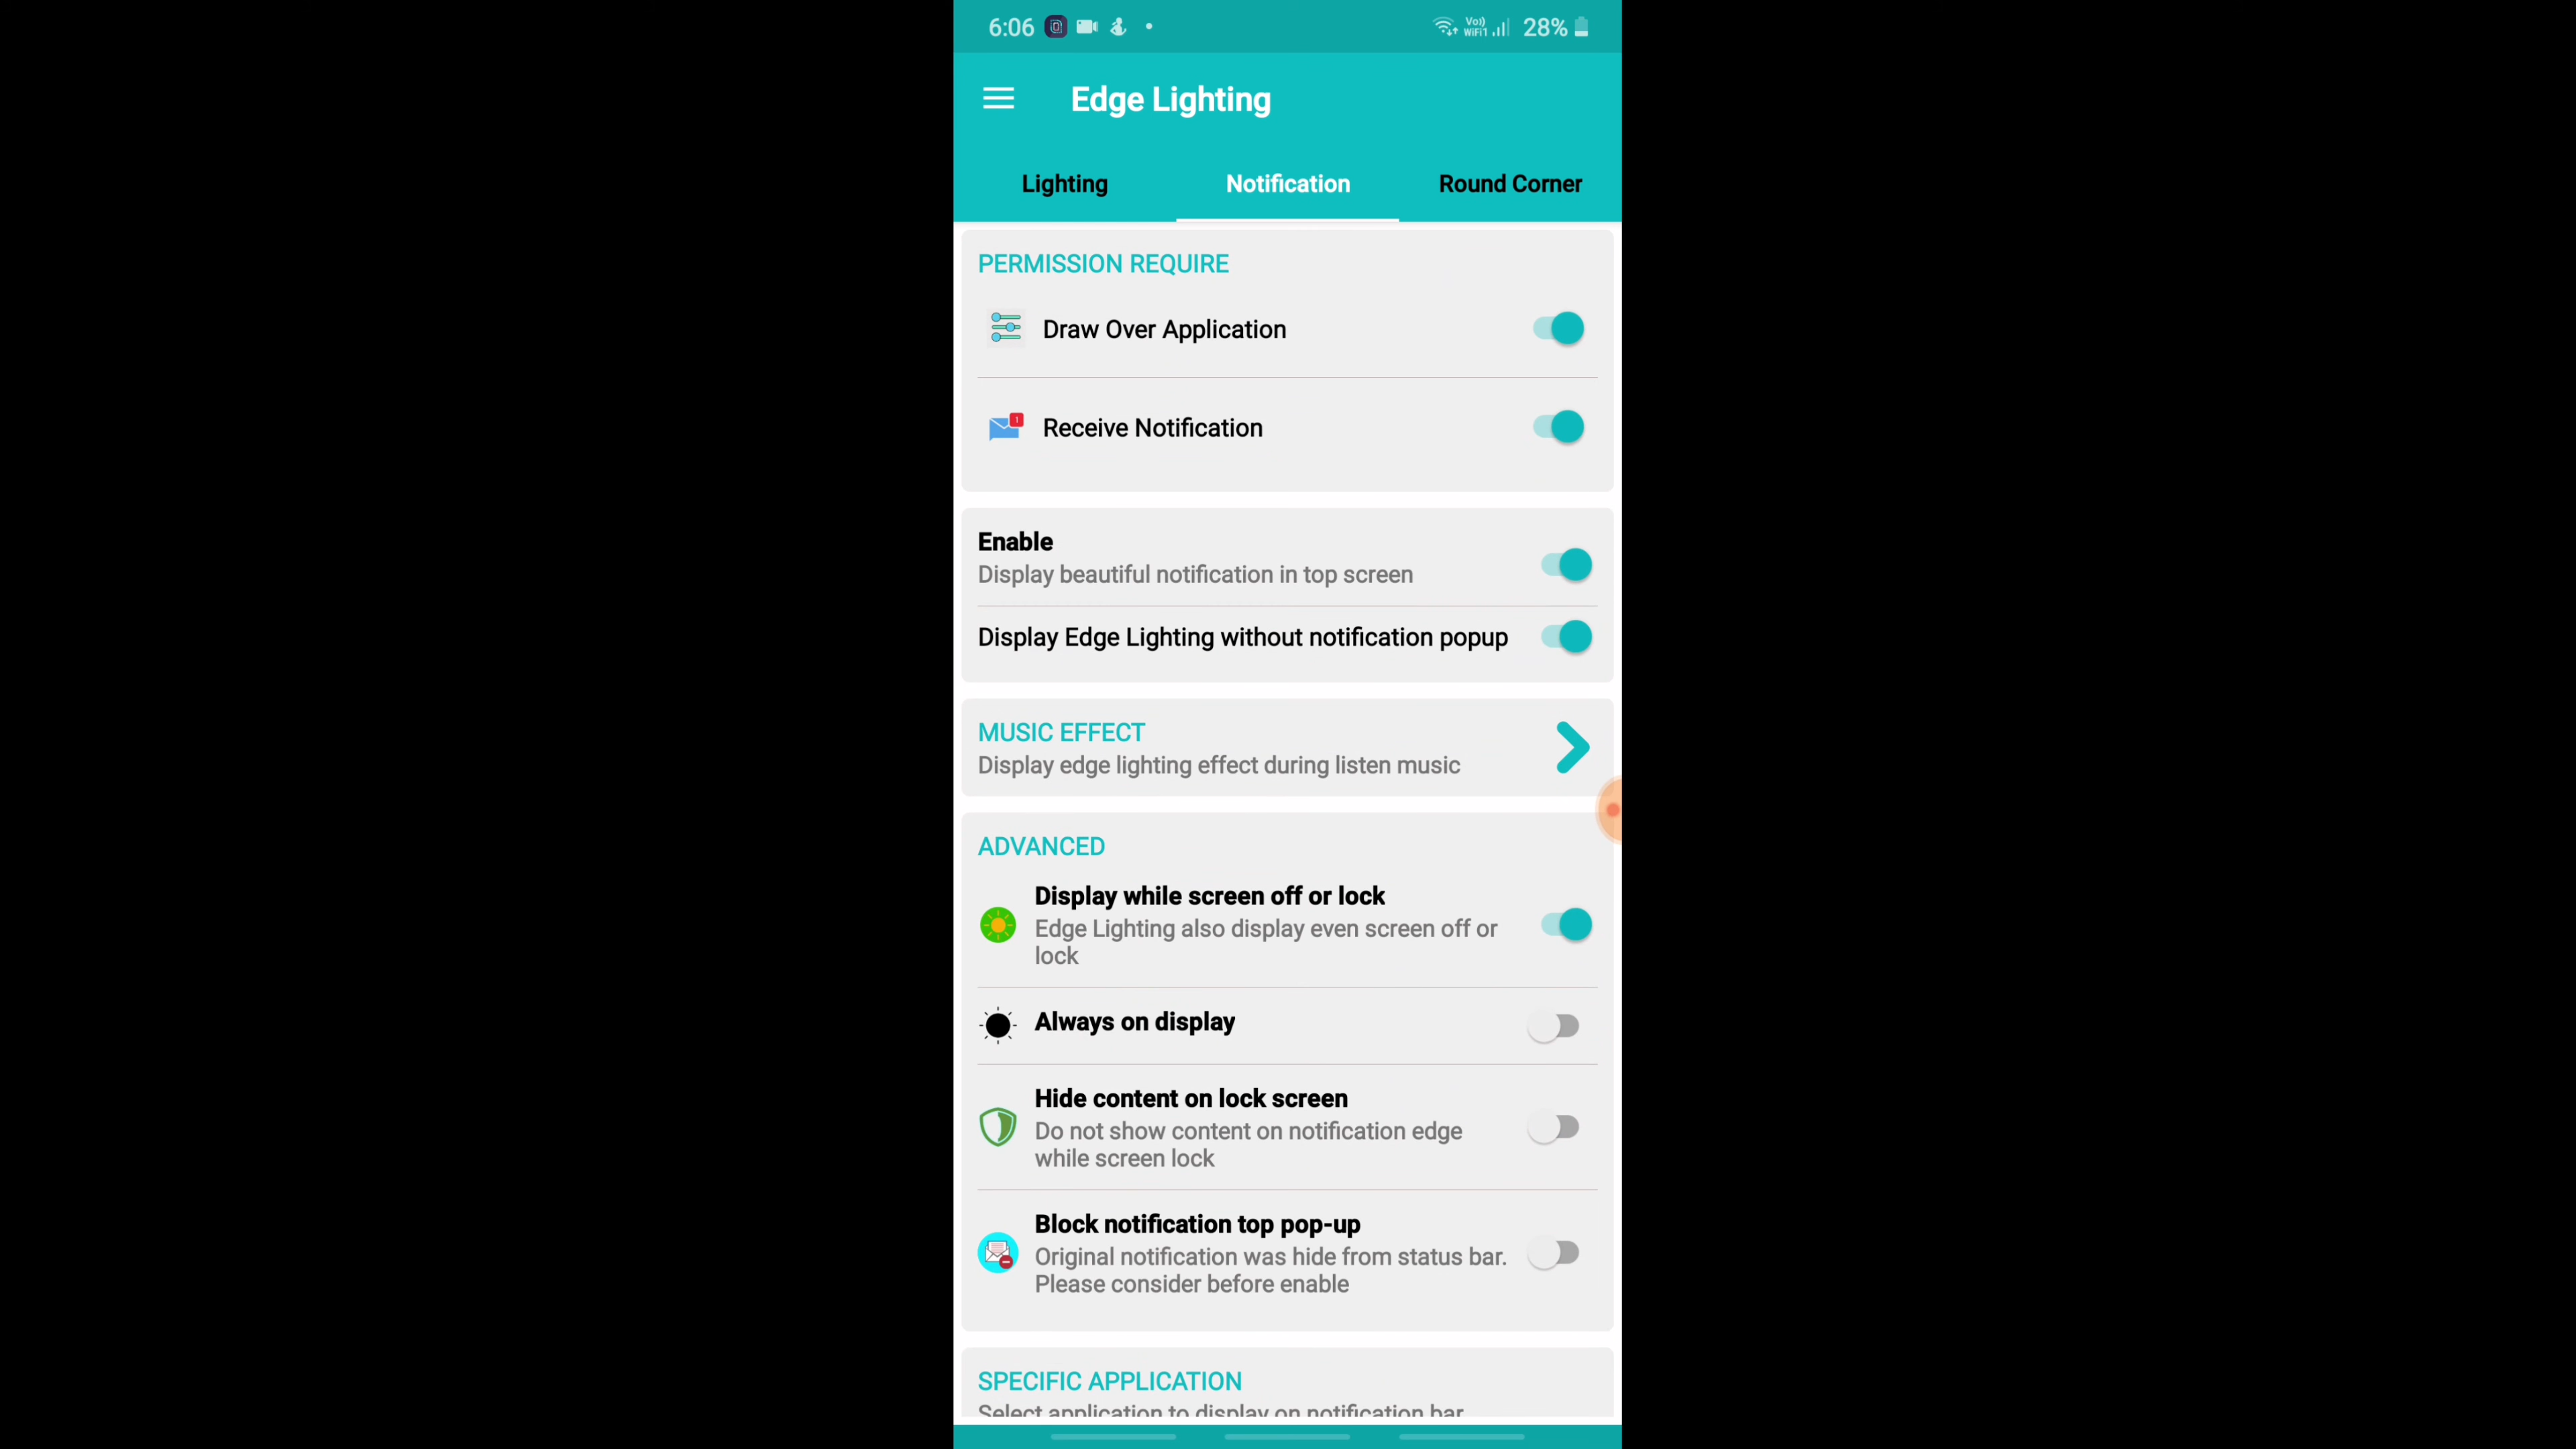 6:06
Vo))
WiFi1
28%
Edge Lighting
Lighting
Notification
Round Corner
PERMISSION REQUIRE
Draw Over Application
1
Receive Notification
Enable
Display beautiful notification in top screen
Display Edge Lighting without notification popup
MUSIC EFFECT
Display edge lighting effect during listen music
ADVANCED
Display while screen off or lock
Edge Lighting also display even screen off or
lock
Always on display
Hide content on lock screen
Do not show content on notification edge
while screen lock
Block notification top pop-up
Original notification was hide from status bar.
Please consider before enable
SPECIFIC APPLICATION
Select application to display on notification bar